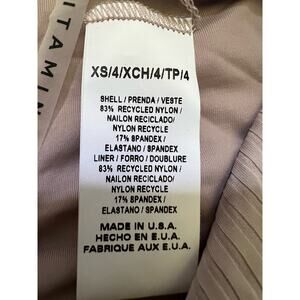 VITAMIN
XS/4/XCH/4/TP/4
SHELL / PRENDA / VESTE
83% RECYCLED NYLON /
NAILON RECICLADO/
NYLON RECYCLE
17% SPANDEX /
ELASTANO / SPANDEX
LINER / FORRO / DOUBLURE
83% RECYCLED NYLON /
NAILON RECICLADO/
NYLON RECYCLE
17% SPANDEX /
ELASTANO / SPANDEX
MADE IN U.S.A.
HECHO EN E.U.A.
FABRIQUE AUX E.U.A.